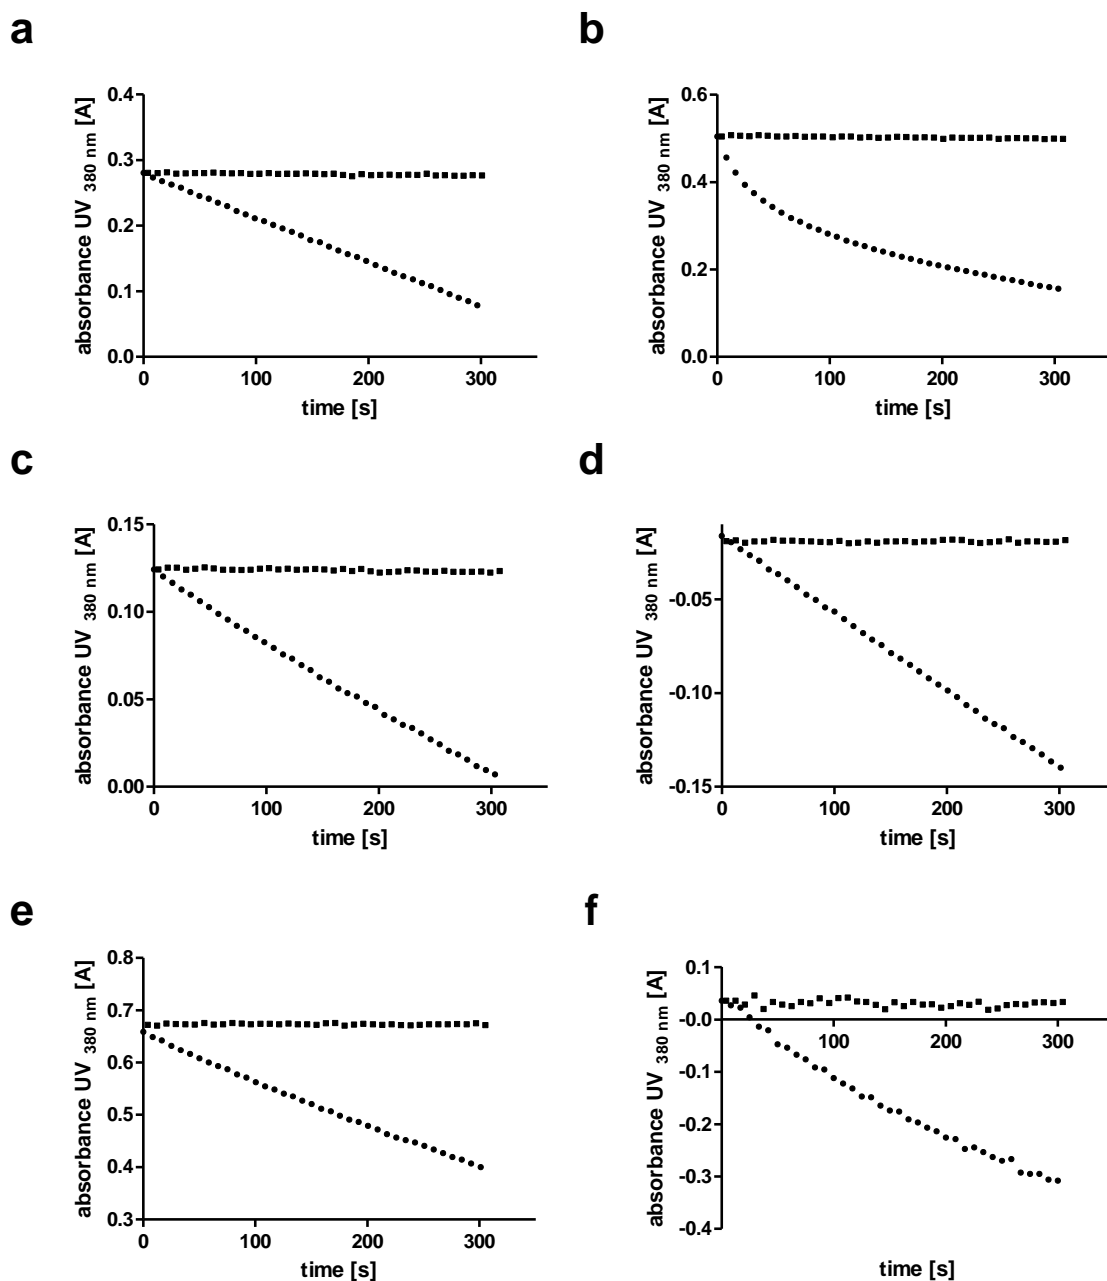 a
absorbance UV 380 nm [A]
0.4
0.3
0.2
0.1
0.0
0 100 200 300
time [s]
b
absorbance UV 380 nm [A]
0.6
0.4
0.2
0.0
0 100 200 300
time [s]
c
absorbance UV 380 nm [A]
0.15
0.10
0.05
0.00
0 100 200 300
time [s]
d
absorbance UV 380 nm [A]
-0.05
-0.10
-0.15
0 100 200 300
time [s]
e
absorbance UV 380 nm [A]
0.8
0.7
0.6
0.5
0.4
0.3
0 100 200 300
time [s]
f
absorbance UV 380 nm [A]
0.1
-0.0
100 200 300
-0.1
-0.2
-0.3
-0.4
time [s]